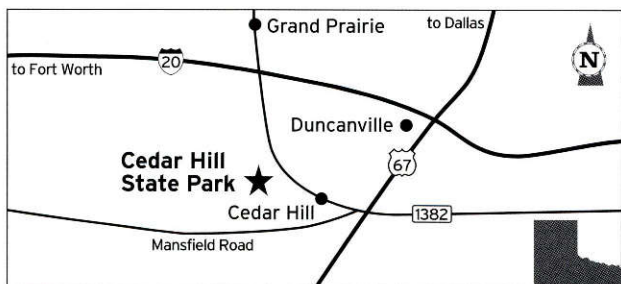 Grand Prairie
to Dallas
N
20
to Fort Worth
Duncanville
67
Cedar Hill
State Park
Cedar Hill
1382
Mansfield Road